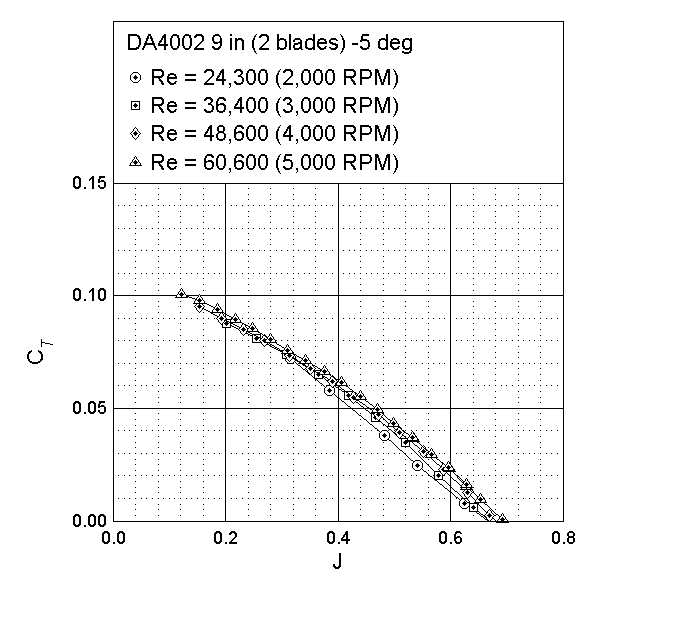 DA4002 9 in (2 blades) -5 deg
Re = 24,300 (2,000 RPM)
Re = 36,400 (3,000 RPM)
Re = 48,600 (4,000 RPM)
Re = 60,600 (5,000 RPM)
0.15
0.10
C_T
0.05
0.00
0.0 0.2 0.4 0.6 0.8
J